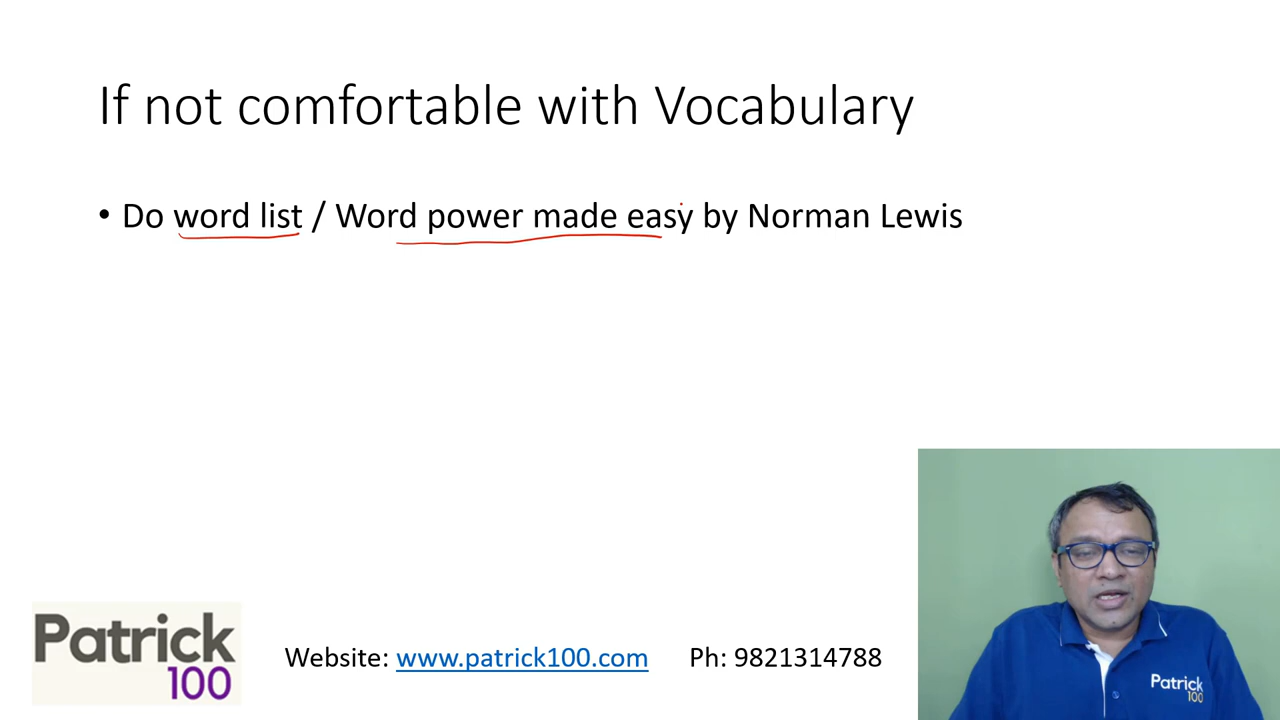 If not comfortable with Vocabulary
• Do word list / Word power made easy by Norman Lewis
Patrick
100
Website: www.patrick100.com Ph: 9821314788
Patrick
100